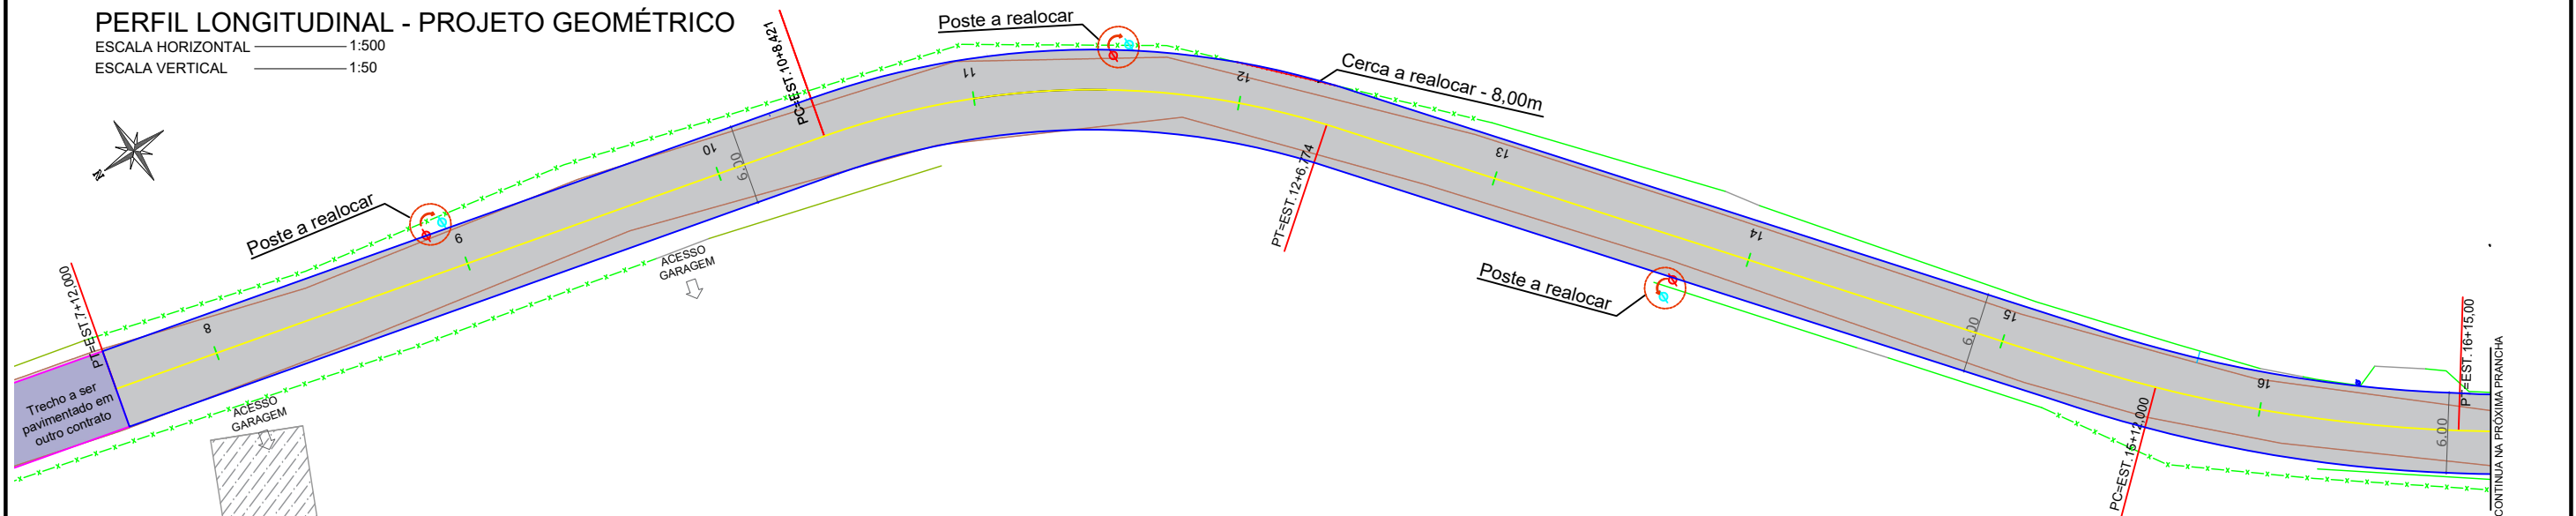 PERFIL LONGITUDINAL - PROJETO GEOMÉTRICO
ESCALA HORIZONTAL 1:500
ESCALA VERTICAL 1:50
N
Poste a realocar
PT=EST.7+12,000
Trecho a ser
pavimentado em
outro contrato
8
ACESSO
GARAGEM
9
ACESSO
GARAGEM
10
6,00
PC=EST.10+8,421
Poste a realocar
11
12
Cerca a realocar - 8,00m
PT=EST.12+6,774
13
Poste a realocar
14
6,00
15
PC=EST.15+12,000
16
6,00
PT=EST.16+15,00
CONTINUA NA PRÓXIMA PRANCHA